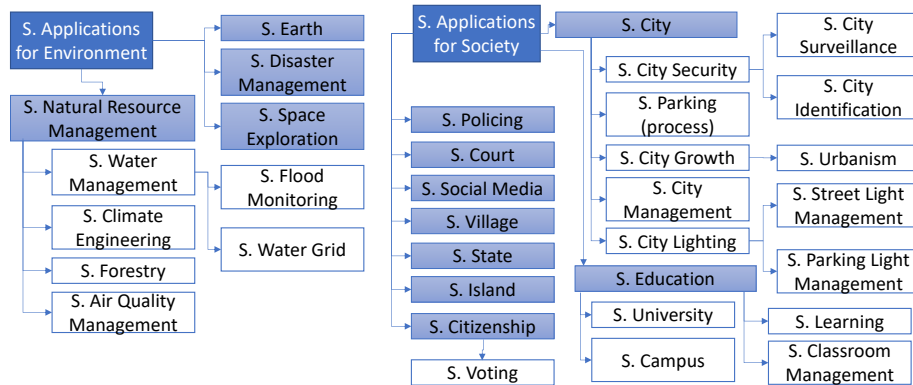 S. Applications
for Environment
S. Earth
S. Disaster
Management
S. Space
Exploration
S. Natural Resource
Management
S. Water
Management
S. Flood
Monitoring
S. Water Grid
S. Climate
Engineering
S. Forestry
S. Air Quality
Management
S. Applications
for Society
S. Policing
S. Court
S. Social Media
S. Village
S. State
S. Island
S. Citizenship
S. Voting
S. City
S. City Security
S. City
Surveillance
S. City
Identification
S. Parking
(process)
S. City Growth
S. Urbanism
S. City
Management
S. City Lighting
S. Street Light
Management
S. Parking Light
Management
S. Education
S. University
S. Campus
S. Learning
S. Classroom
Management